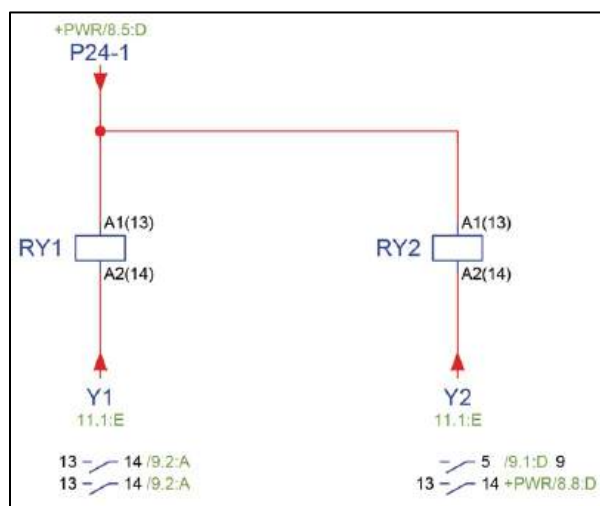 +PWR/8.5:D
P24-1
A1(13) A1(13)
RY1 RY2
A2(14) A2(14)
Y1 Y2
11.1:E 11.1:E
13 14 /9.2:A 5 /9.1:D 9
13 14 /9.2:A 13 14 +PWR/8.8:D